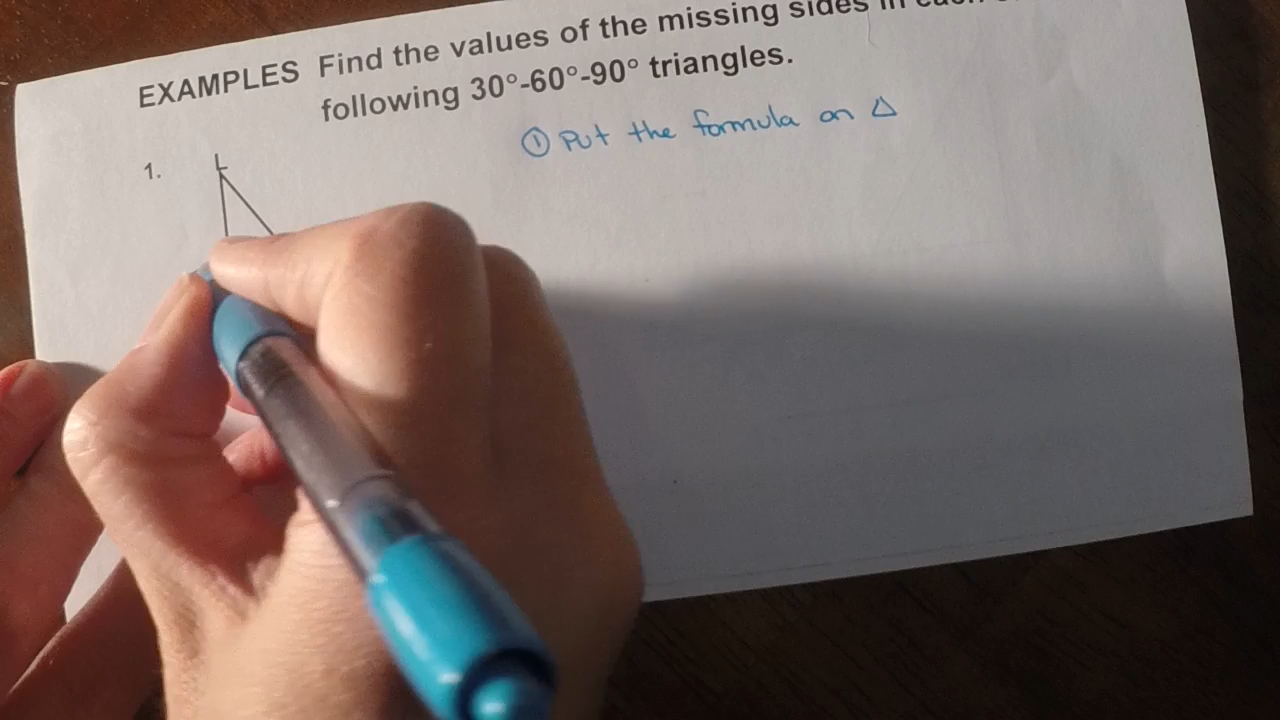 EXAMPLES Find the values of the missing sides in
following 30°-60°-90° triangles.
① Put the formula on △
1.
L